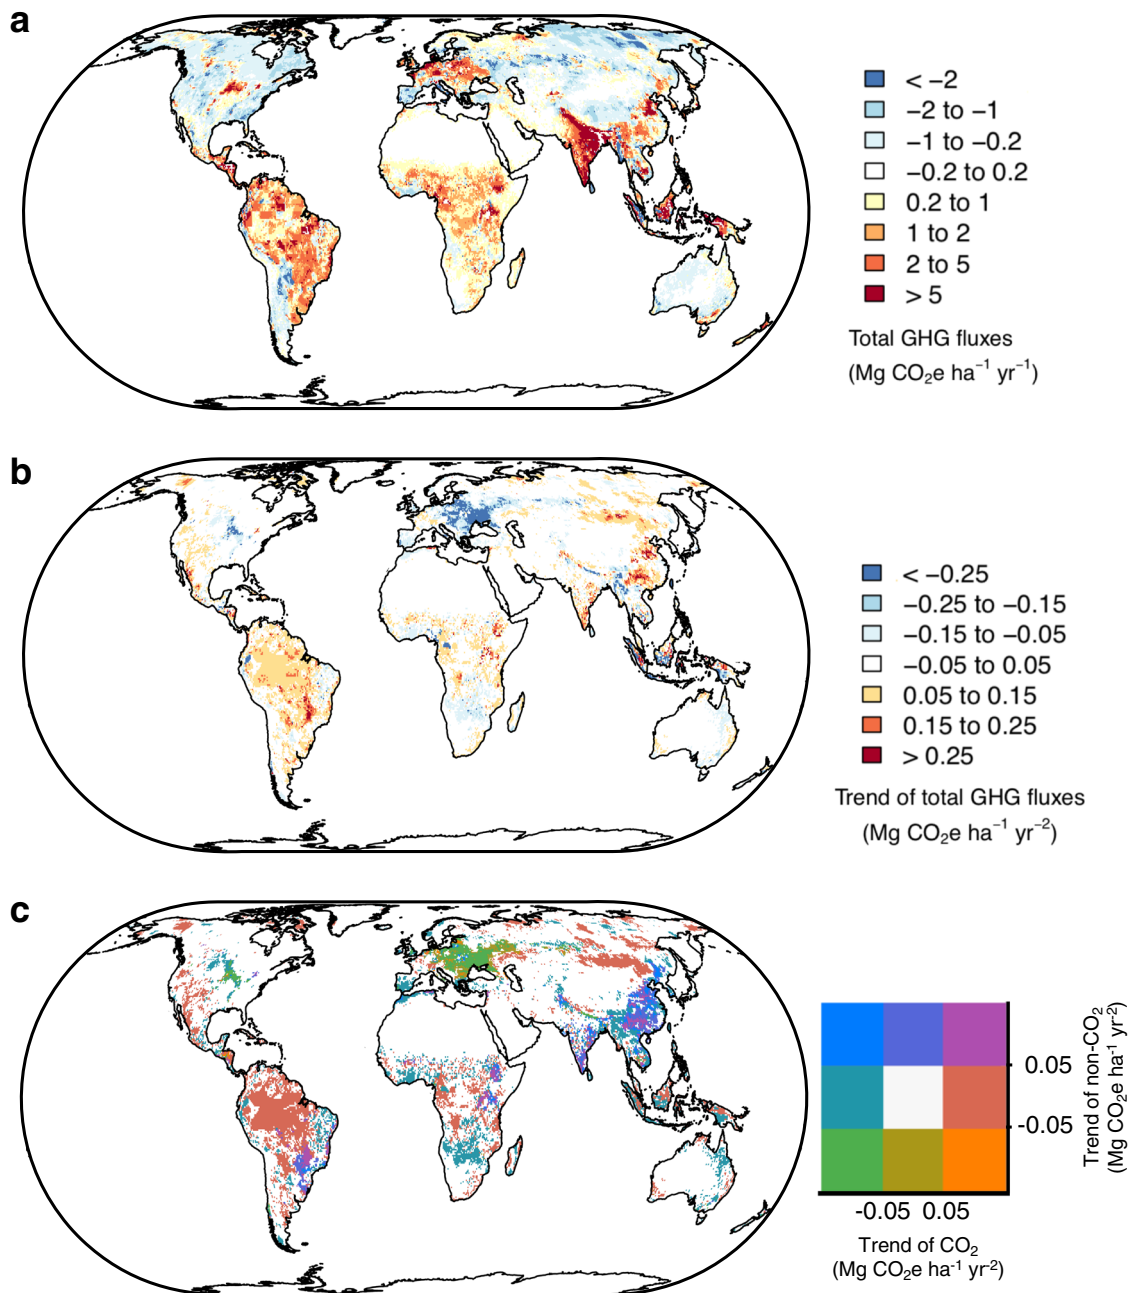 a
< −2
−2 to −1
−1 to −0.2
−0.2 to 0.2
0.2 to 1
1 to 2
2 to 5
> 5
Total GHG fluxes
(Mg CO₂e ha⁻¹ yr⁻¹)
b
< −0.25
−0.25 to −0.15
−0.15 to −0.05
−0.05 to 0.05
0.05 to 0.15
0.15 to 0.25
> 0.25
Trend of total GHG fluxes
(Mg CO₂e ha⁻¹ yr⁻²)
c
0.05
-0.05
Trend of non-CO₂
(Mg CO₂e ha⁻¹ yr⁻²)
-0.05 0.05
Trend of CO₂
(Mg CO₂e ha⁻¹ yr⁻²)